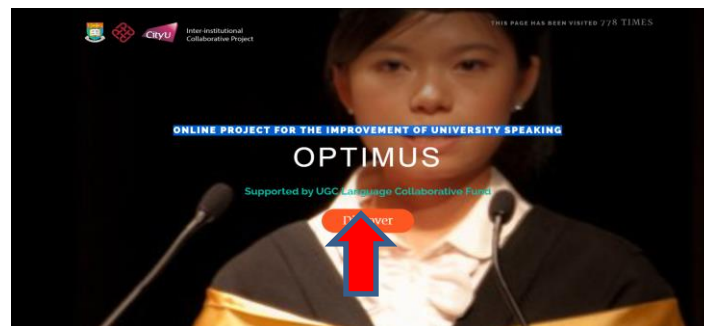 CityU
Inter-institutional
Collaborative Project
THIS PAGE HAS BEEN VISITED 778 TIMES
ONLINE PROJECT FOR THE IMPROVEMENT OF UNIVERSITY SPEAKING
OPTIMUS
Supported by UGC Language Collaborative Fund
Discover